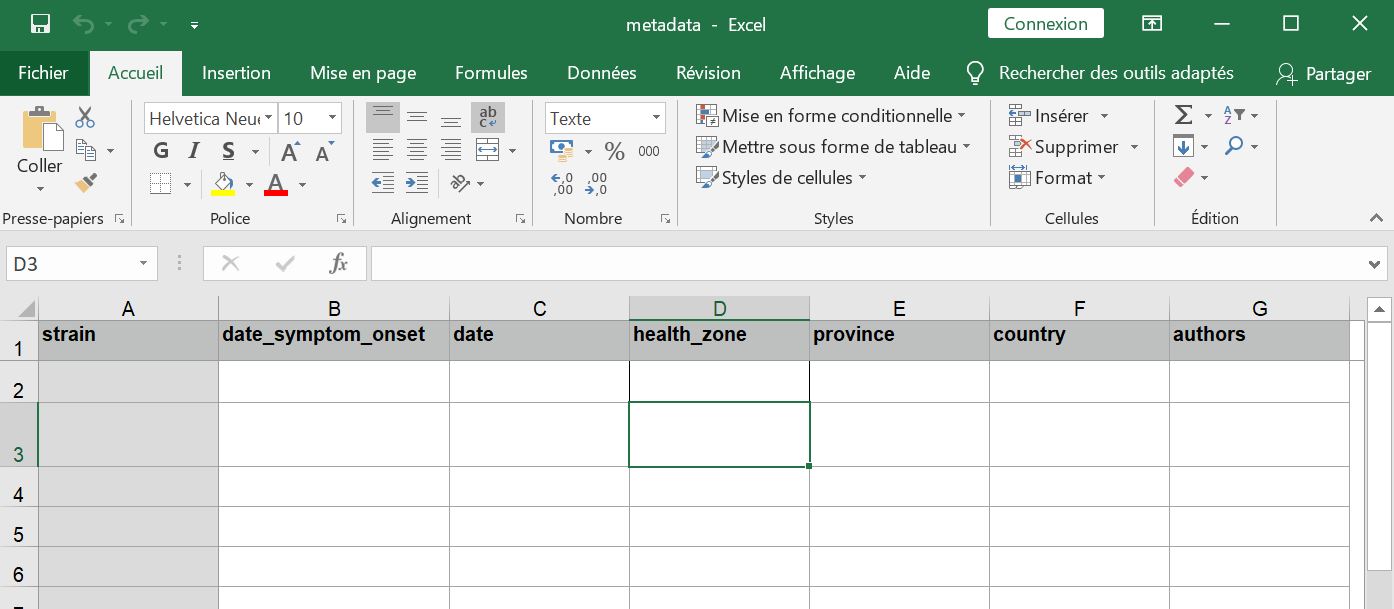 metadata - Excel
Connexion
Fichier Accueil Insertion Mise en page Formules Données Révision Affichage Aide Rechercher des outils adaptés Partager
Coller
Presse-papiers
Helvetica Neue 10
G I S A A
A
Police
ab
c
Alignement
Texte
% 000
←,0 ,00
,00 →,0
Nombre
Mise en forme conditionnelle
Mettre sous forme de tableau
Styles de cellules
Styles
Insérer
Supprimer
Format
Cellules
Σ A
Z
Édition
D3 fx
A B C D E F G
1 strain date_symptom_onset date health_zone province country authors
2
3
4
5
6